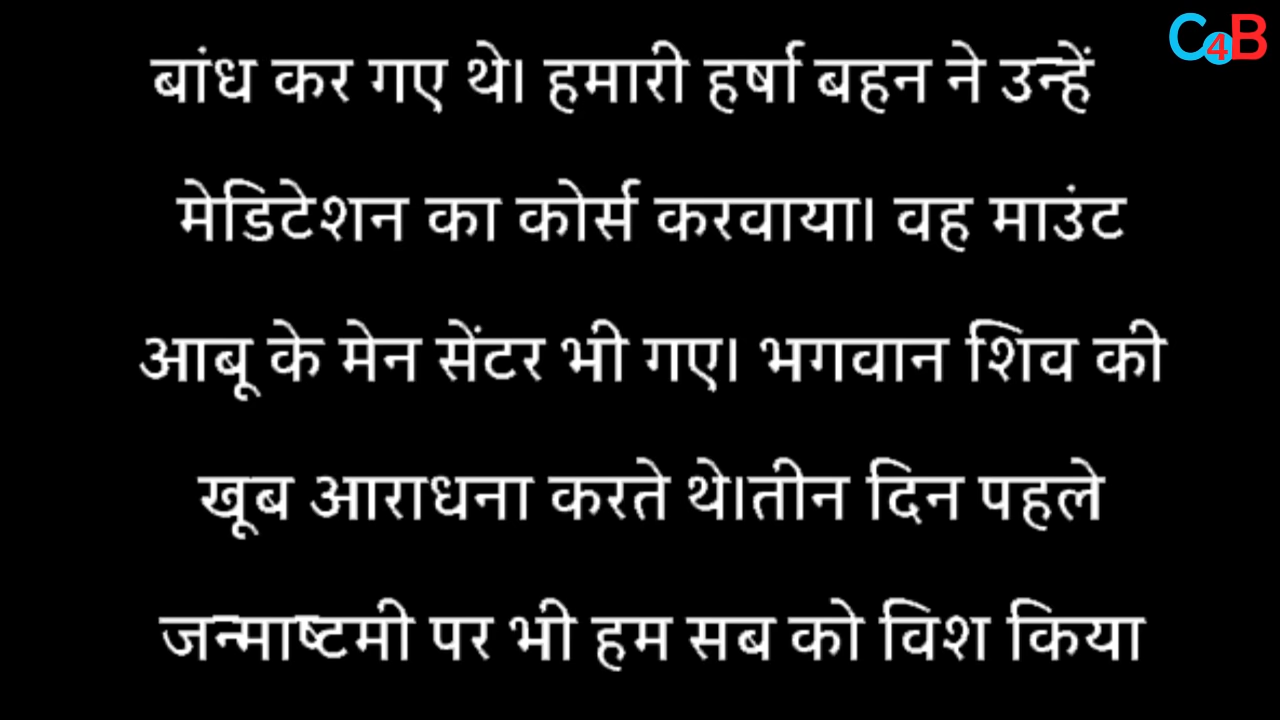 C4B
बांध कर गए थे। हमारी हर्षा बहन ने उन्हें
मेडिटेशन का कोर्स करवाया। वह माउंट
आबू के मेन सेंटर भी गए। भगवान शिव की
खूब आराधना करते थे।तीन दिन पहले
जन्माष्टमी पर भी हम सब को विश किया